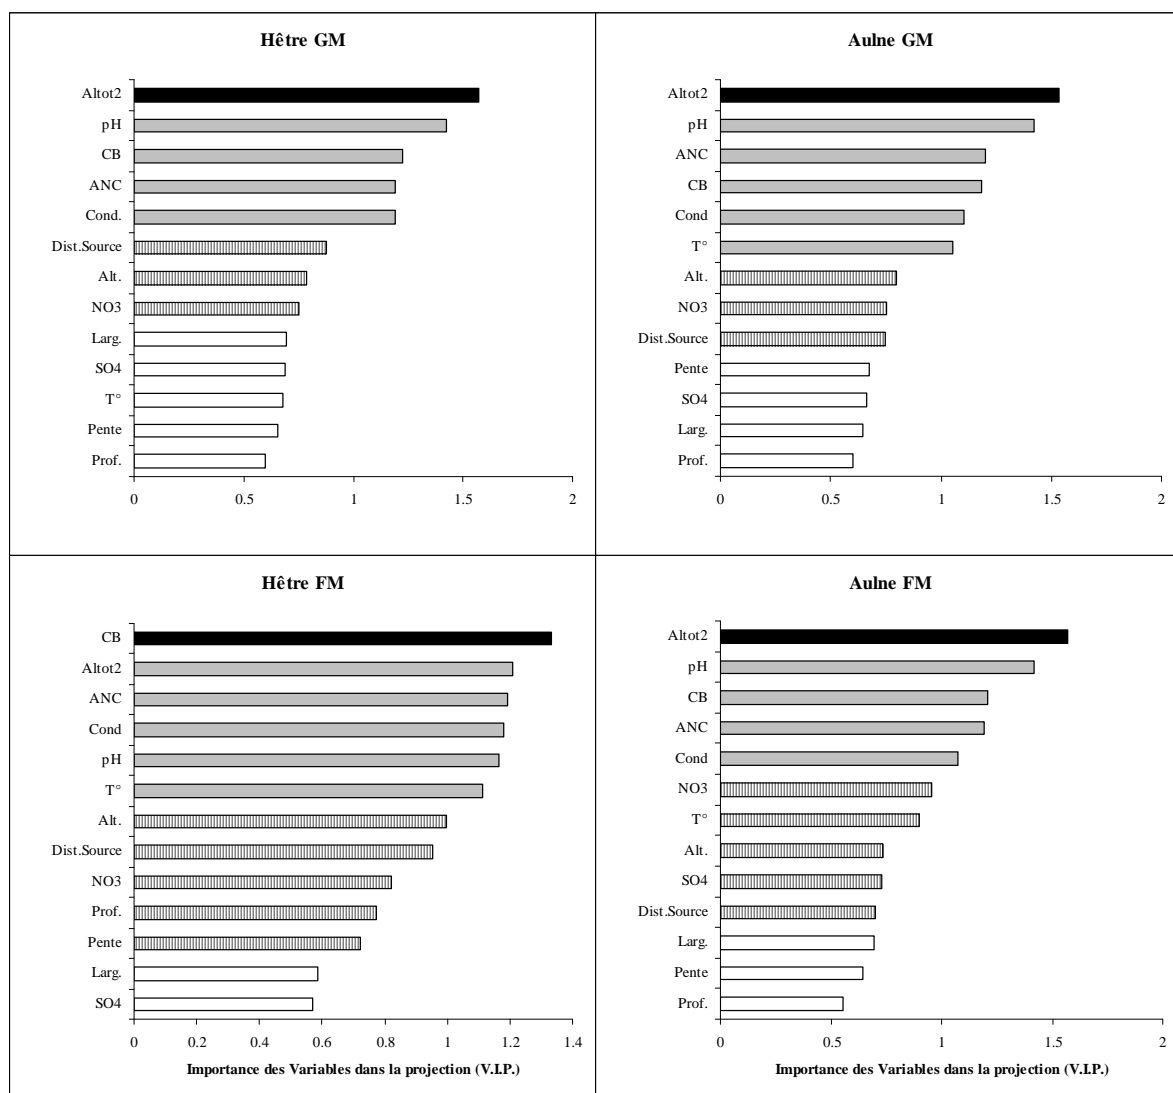 Hêtre GM
Altot2
pH
CB
ANC
Cond.
Dist.Source
Alt.
NO3
Larg.
SO4
T°
Pente
Prof.
0 0.5 1 1.5 2
Aulne GM
Altot2
pH
ANC
CB
Cond
T°
Alt.
NO3
Dist.Source
Pente
SO4
Larg.
Prof.
0 0.5 1 1.5 2
Hêtre FM
CB
Altot2
ANC
Cond
pH
T°
Alt.
Dist.Source
NO3
Prof.
Pente
Larg.
SO4
0 0.2 0.4 0.6 0.8 1 1.2 1.4
Importance des Variables dans la projection (V.I.P.)
Aulne FM
Altot2
pH
CB
ANC
Cond
NO3
T°
Alt.
SO4
Dist.Source
Larg.
Pente
Prof.
0 0.5 1 1.5 2
Importance des Variables dans la projection (V.I.P.)